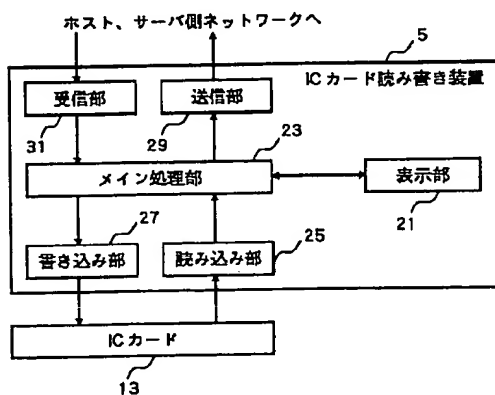 ホスト、サーバ側ネットワークへ
5
ICカード読み書き装置
受信部
送信部
31
29
23
メイン処理部
表示部
21
27
25
書き込み部
読み込み部
ICカード
13